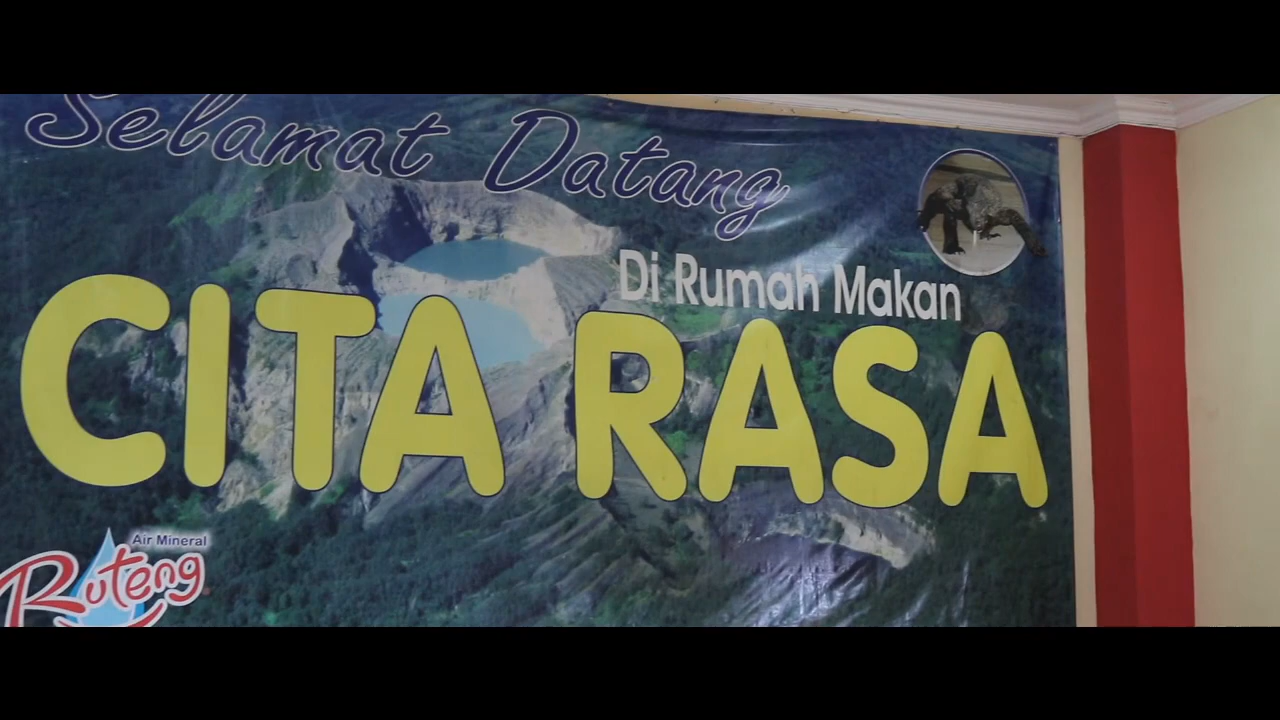 Selamat Datang
Di Rumah Makan
CITA RASA
Air Mineral
Ruteng